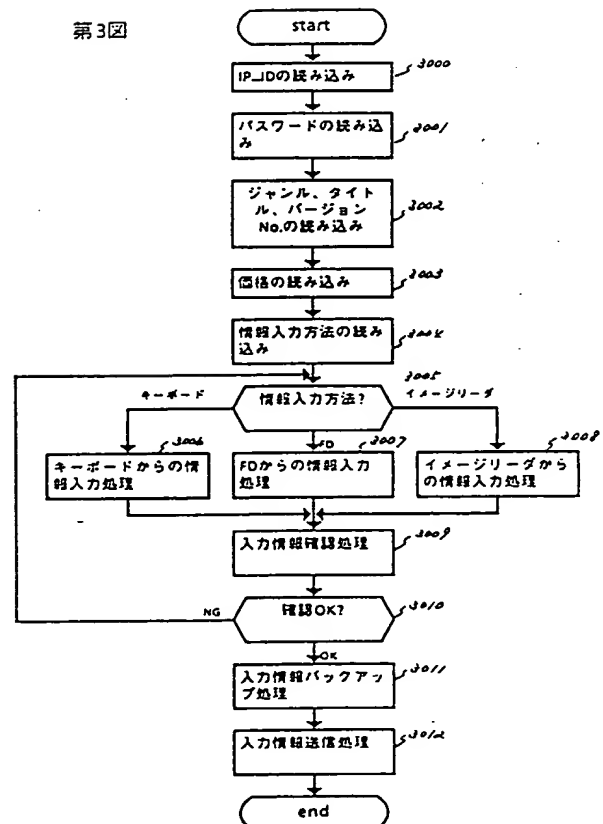 第3図
start
IP_IDの読み込み
3000
パスワードの読み込
み
3001
ジャンル、タイト
ル、バージョン
No.の読み込み
3002
価格の読み込み
3003
情報入力方法の読み
込み
3004
情報入力方法?
3005
キーボード
FD
イメージリーダ
キーボードからの情
報入力処理
3006
FDからの情報入力
処理
3007
イメージリーダから
の情報入力処理
3008
入力情報確認処理
3009
確認OK?
3010
NG
OK
入力情報バックアッ
プ処理
3011
入力情報送信処理
3012
end